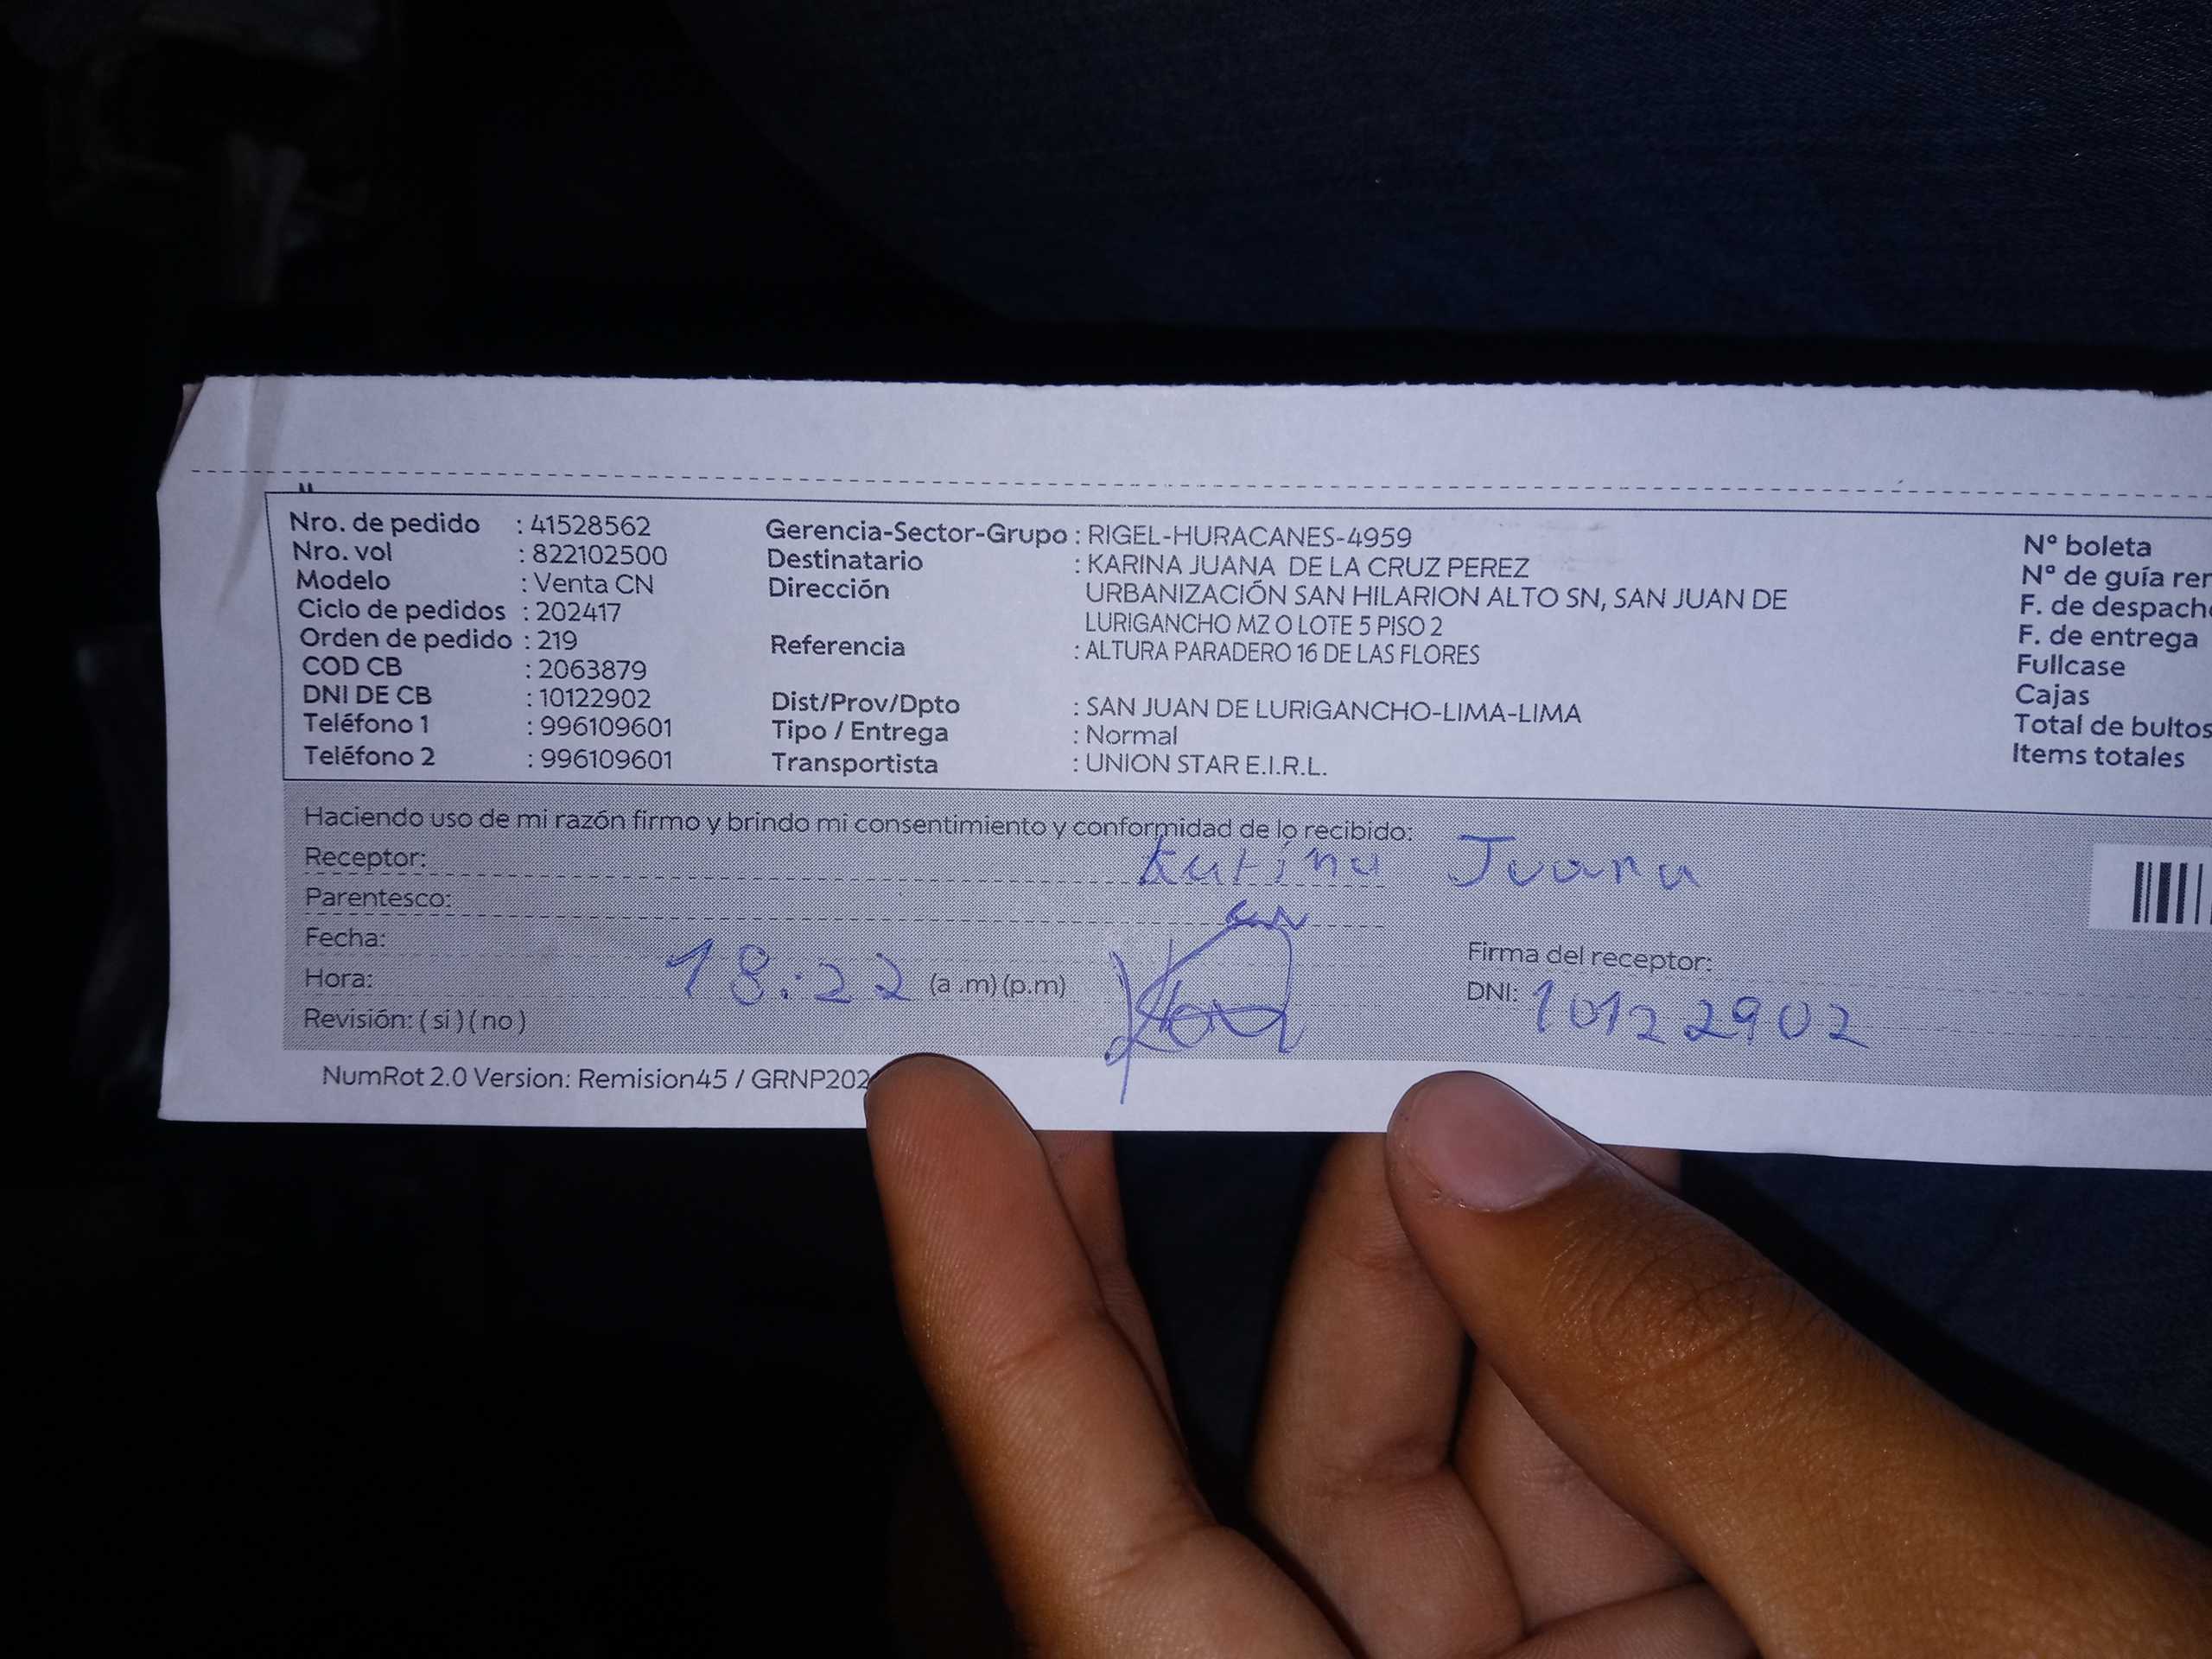 Nro. de pedido : 41528562
Nro. vol : 822102500
Modelo : Venta CN
Ciclo de pedidos : 202417
Orden de pedido : 219
COD CB : 2063879
DNI DE CB : 10122902
Teléfono 1 : 996109601
Teléfono 2 : 996109601
Gerencia-Sector-Grupo : RIGEL-HURACANES-4959
Destinatario : KARINA JUANA DE LA CRUZ PEREZ
Dirección URBANIZACIÓN SAN HILARION ALTO SN, SAN JUAN DE
LURIGANCHO MZ O LOTE 5 PISO 2
Referencia : ALTURA PARADERO 16 DE LAS FLORES
Dist/Prov/Dpto : SAN JUAN DE LURIGANCHO-LIMA-LIMA
Tipo / Entrega : Normal
Transportista : UNION STAR E.I.R.L.
N° boleta
N° de guía rem
F. de despacho
F. de entrega
Fullcase
Cajas
Total de bultos
Items totales
Haciendo uso de mi razón firmo y brindo mi consentimiento y conformidad de lo recibido:
Receptor: Karina Juana
Parentesco:
Fecha:
Hora: 18:22 (a .m) (p.m)
Revisión: ( si ) ( no )
Firma del receptor:
DNI: 10122902
NumRot 2.0 Version: Remision45 / GRNP202